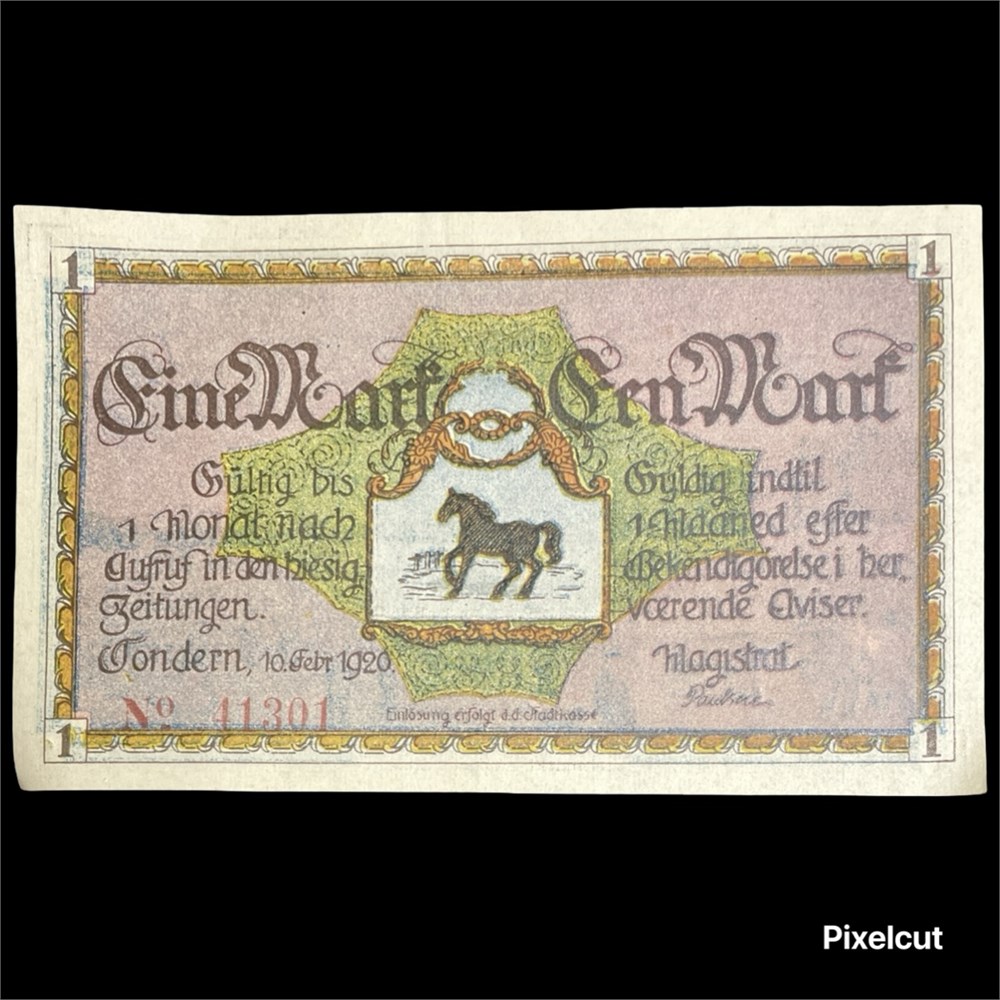 1 1
Eine Mark Een Mark
Gültig bis
1 Monat nach
Aufruf in den hiesig.
Zeitungen.
Tondern, 10. Febr 1920.
Gyldig indtil
1 Maaned efter
Bekendtgörelse i her-
værende Aviser.
Magistrat.
No 41301
Einlösung erfolgt d.d. Stadtkasse
1 1
Pixelcut